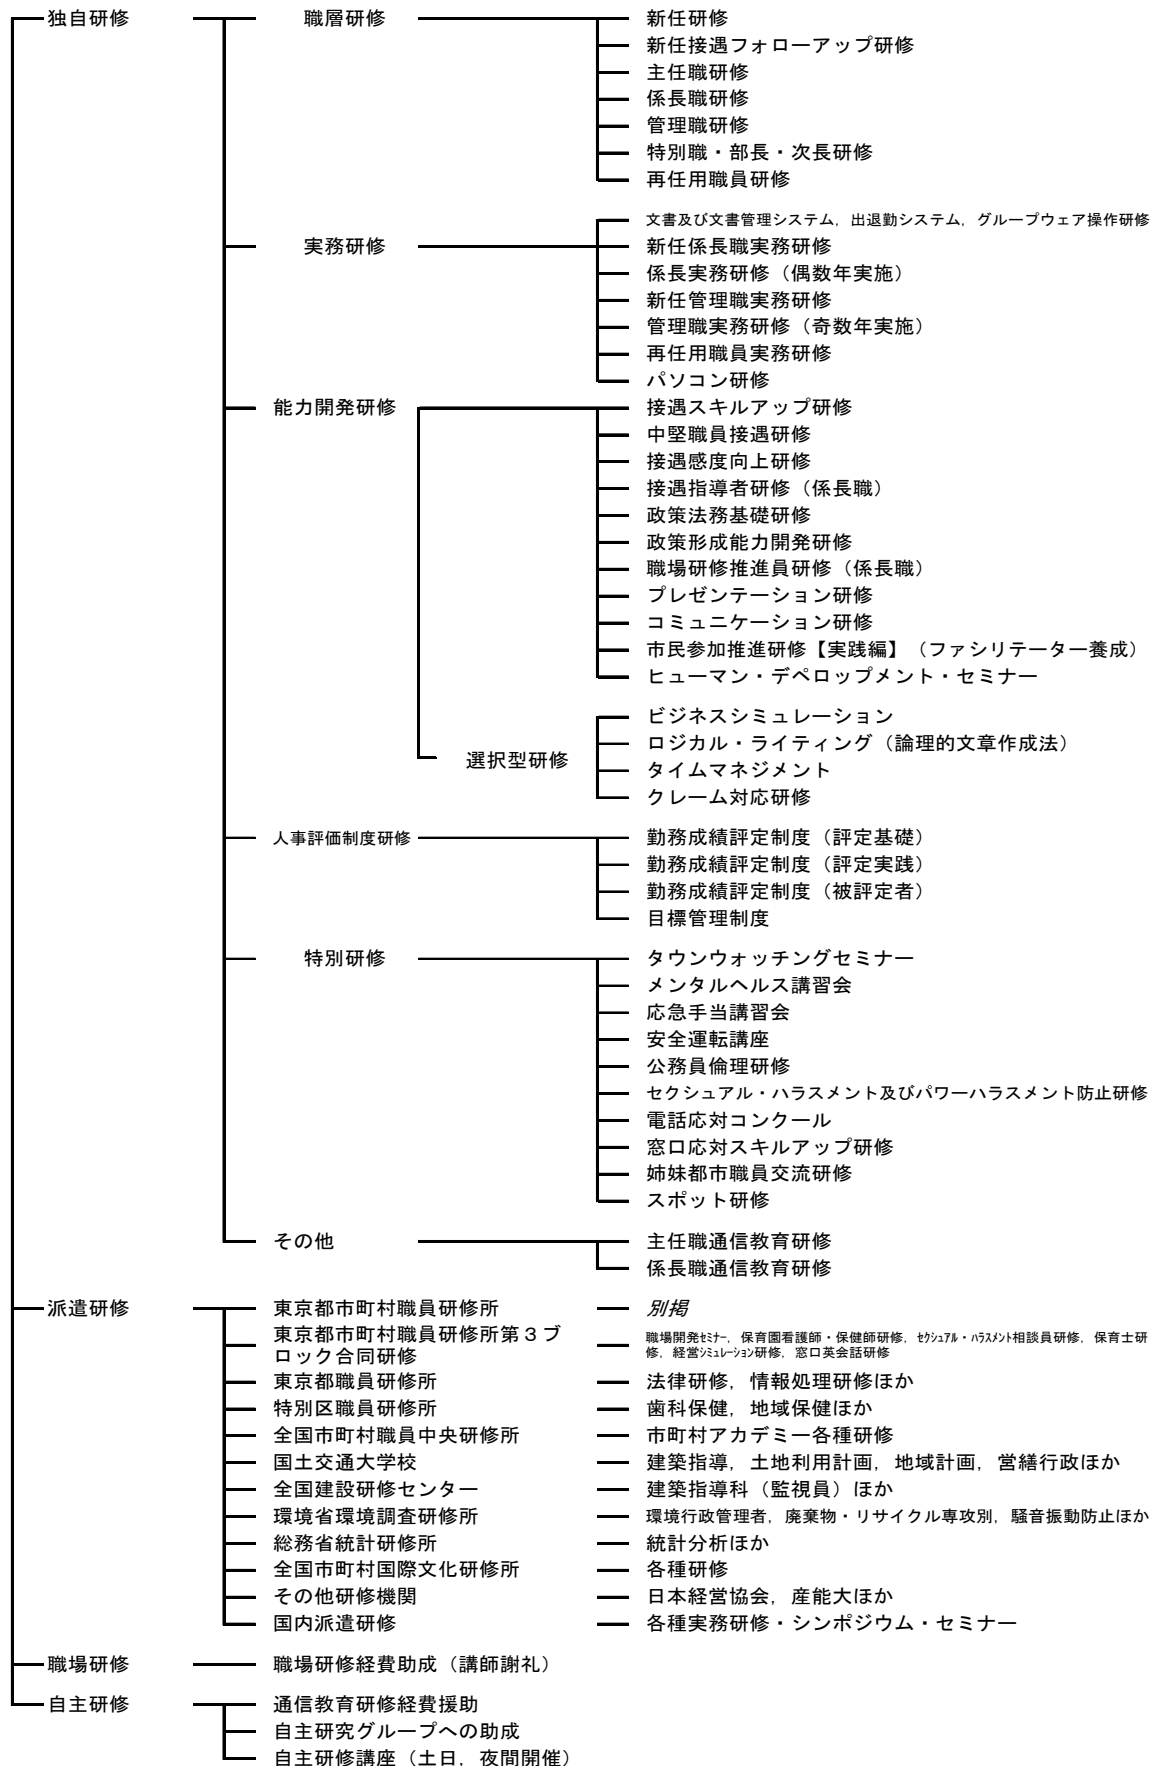 独自研修 職層研修 新任研修
新任接遇フォローアップ研修
主任職研修
係長職研修
管理職研修
特別職・部長・次長研修
再任用職員研修
文書及び文書管理システム，出退勤システム，グループウェア操作研修
実務研修 新任係長職実務研修
係長実務研修（偶数年実施）
新任管理職実務研修
管理職実務研修（奇数年実施）
再任用職員実務研修
パソコン研修
能力開発研修 接遇スキルアップ研修
中堅職員接遇研修
接遇感度向上研修
接遇指導者研修（係長職）
政策法務基礎研修
政策形成能力開発研修
職場研修推進員研修（係長職）
プレゼンテーション研修
コミュニケーション研修
市民参加推進研修【実践編】（ファシリテーター養成）
ヒューマン・デペロップメント・セミナー
ビジネスシミュレーション
ロジカル・ライティング（論理的文章作成法）
選択型研修
タイムマネジメント
クレーム対応研修
人事評価制度研修 勤務成績評定制度（評定基礎）
勤務成績評定制度（評定実践）
勤務成績評定制度（被評定者）
目標管理制度
特別研修 タウンウォッチングセミナー
メンタルヘルス講習会
応急手当講習会
安全運転講座
公務員倫理研修
セクシュアル・ハラスメント及びパワーハラスメント防止研修
電話応対コンクール
窓口応対スキルアップ研修
姉妹都市職員交流研修
スポット研修
その他 主任職通信教育研修
係長職通信教育研修
派遣研修 東京都市町村職員研修所 別掲
東京都市町村職員研修所第３ブ
ロック合同研修
職場開発ｾﾐﾅｰ，保育園看護師・保健師研修，ｾｸｼｭｱﾙ・ﾊﾗｽﾒﾝﾄ相談員研修，保育士研
修，経営ｼﾐｭﾚｰｼｮﾝ研修，窓口英会話研修
東京都職員研修所 法律研修，情報処理研修ほか
特別区職員研修所 歯科保健，地域保健ほか
全国市町村職員中央研修所 市町村アカデミー各種研修
国土交通大学校 建築指導，土地利用計画，地域計画，営繕行政ほか
全国建設研修センター 建築指導科（監視員）ほか
環境省環境調査研修所 環境行政管理者，廃棄物・リサイクル専攻別，騒音振動防止ほか
総務省統計研修所 統計分析ほか
全国市町村国際文化研修所 各種研修
その他研修機関 日本経営協会，産能大ほか
国内派遣研修 各種実務研修・シンポジウム・セミナー
職場研修 職場研修経費助成（講師謝礼）
自主研修 通信教育研修経費援助
自主研究グループへの助成
自主研修講座（土日，夜間開催）